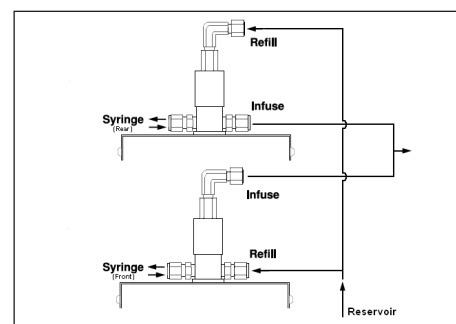 Refill
Infuse
Syringe
(Rear)
Infuse
Refill
Syringe
(Front)
Reservoir